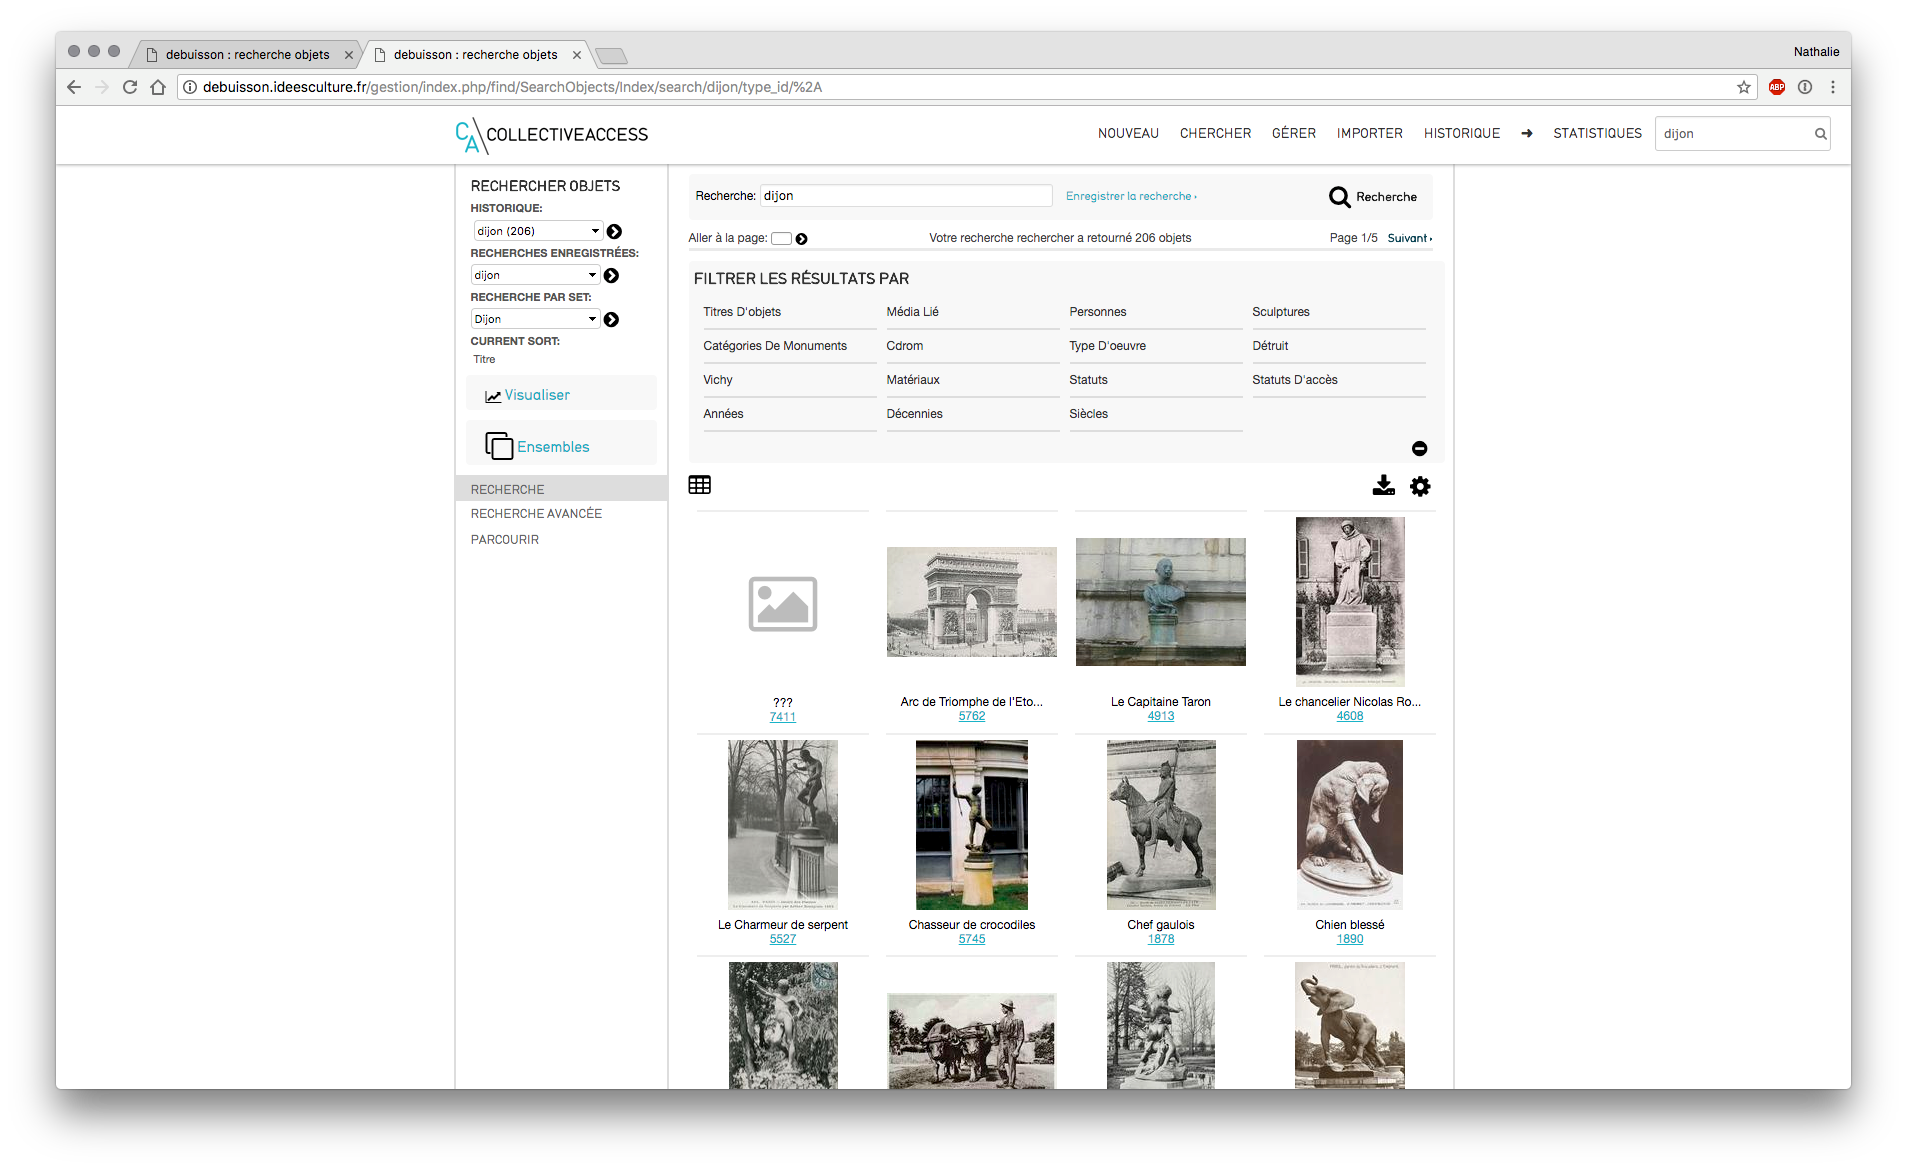 debuisson : recherche objets
debuisson : recherche objets
Nathalie
debuisson.ideesculture.fr/gestion/index.php/find/SearchObjects/Index/search/dijon/type_id/%2A
ABP
CA COLLECTIVEACCESS
NOUVEAU CHERCHER GÉRER IMPORTER HISTORIQUE STATISTIQUES
dijon
RECHERCHER OBJETS
HISTORIQUE:
dijon (206)
RECHERCHES ENREGISTRÉES:
dijon
RECHERCHE PAR SET:
Dijon
CURRENT SORT:
Titre
Visualiser
Ensembles
RECHERCHE
RECHERCHE AVANCÉE
PARCOURIR
Recherche: dijon Enregistrer la recherche › Recherche
Aller à la page: Votre recherche rechercher a retourné 206 objets Page 1/5 Suivant ›
FILTRER LES RÉSULTATS PAR
Titres D'objets Média Lié Personnes Sculptures
Catégories De Monuments Cdrom Type D'oeuvre Détruit
Vichy Matériaux Statuts Statuts D'accès
Années Décennies Siècles
??? Arc de Triomphe de l'Eto... Le Capitaine Taron Le chancelier Nicolas Ro...
7411 5762 4913 4608
Le Charmeur de serpent Chasseur de crocodiles Chef gaulois Chien blessé
5527 5745 1878 1890